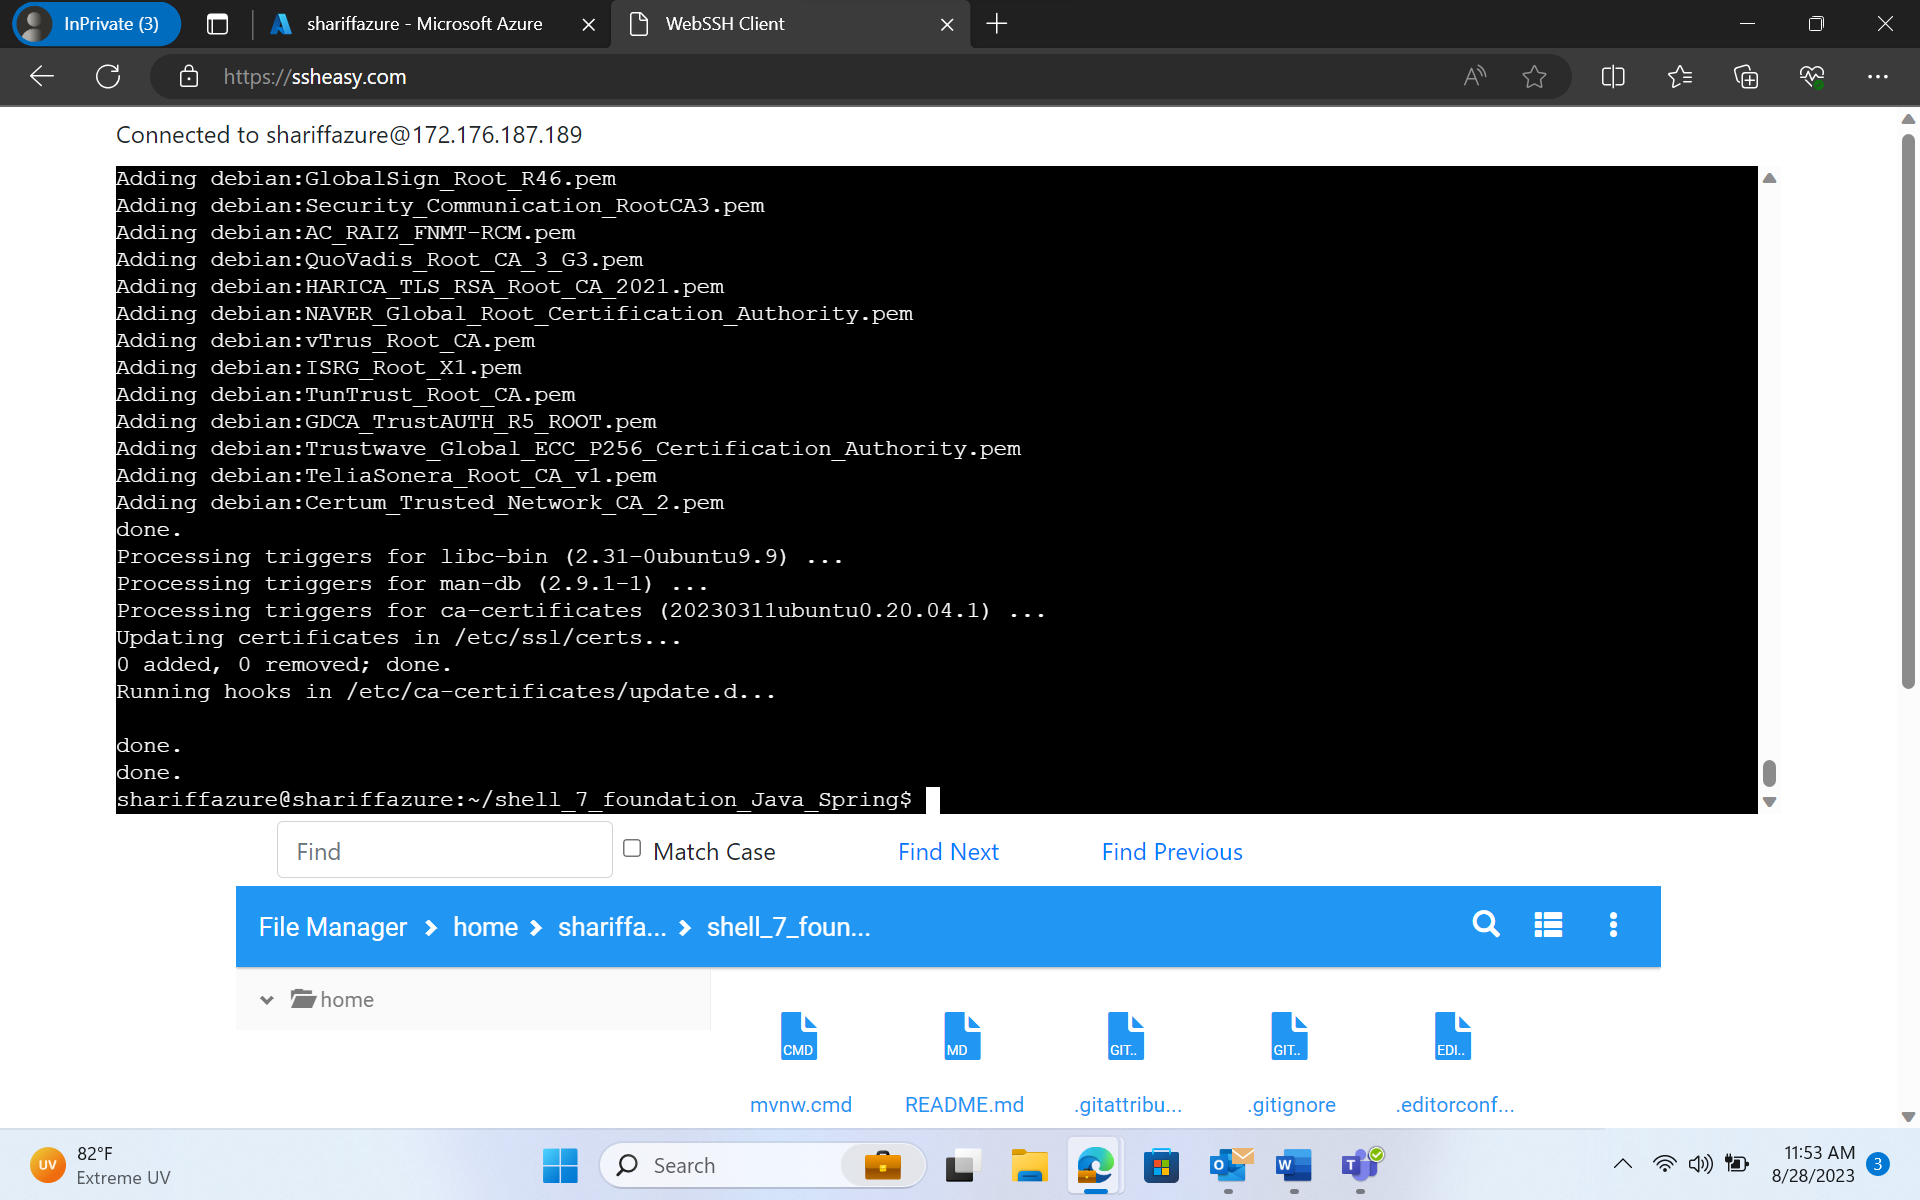 InPrivate (3)
shariffazure - Microsoft Azure
WebSSH Client
https://ssheasy.com
Connected to shariffazure@172.176.187.189
Adding debian:GlobalSign_Root_R46.pem
Adding debian:Security_Communication_RootCA3.pem
Adding debian:AC_RAIZ_FNMT-RCM.pem
Adding debian:QuoVadis_Root_CA_3_G3.pem
Adding debian:HARICA_TLS_RSA_Root_CA_2021.pem
Adding debian:NAVER_Global_Root_Certification_Authority.pem
Adding debian:vTrus_Root_CA.pem
Adding debian:ISRG_Root_X1.pem
Adding debian:TunTrust_Root_CA.pem
Adding debian:GDCA_TrustAUTH_R5_ROOT.pem
Adding debian:Trustwave_Global_ECC_P256_Certification_Authority.pem
Adding debian:TeliaSonera_Root_CA_v1.pem
Adding debian:Certum_Trusted_Network_CA_2.pem
done.
Processing triggers for libc-bin (2.31-0ubuntu9.9) ...
Processing triggers for man-db (2.9.1-1) ...
Processing triggers for ca-certificates (20230311ubuntu0.20.04.1) ...
Updating certificates in /etc/ssl/certs...
0 added, 0 removed; done.
Running hooks in /etc/ca-certificates/update.d...
done.
done.
shariffazure@shariffazure:~/shell_7_foundation_Java_Spring$
Find
Match Case
Find Next
Find Previous
File Manager > home > shariffa... > shell_7_foun...
home
CMD
MD
GIT..
GIT..
EDI..
mvnw.cmd
README.md
.gitattribu...
.gitignore
.editorconf...
UV
82°F
Extreme UV
Search
11:53 AM
8/28/2023
3